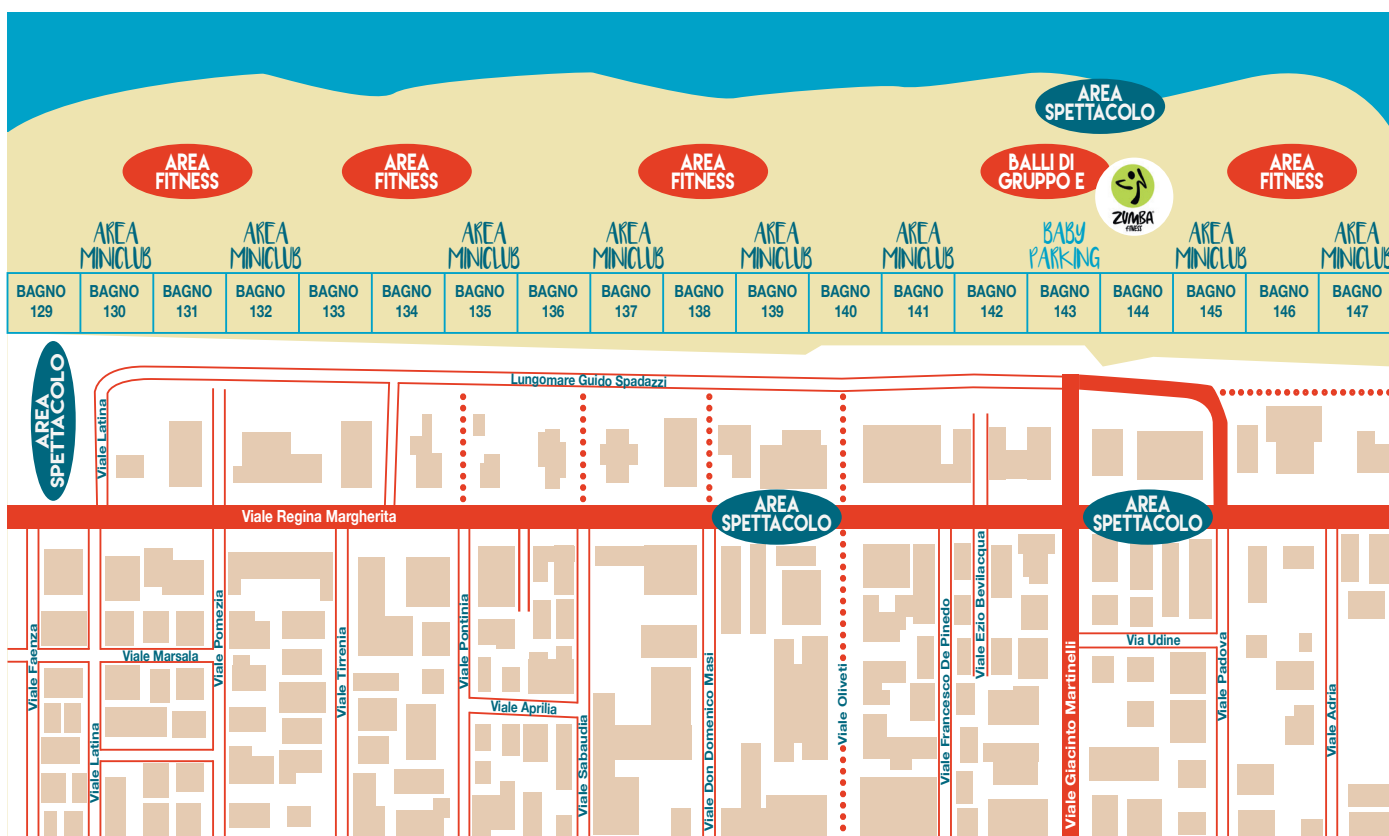 AREA
SPETTACOLO
AREA
FITNESS
AREA
FITNESS
AREA
FITNESS
BALLI DI
GRUPPO E
ZUMBA
FITNESS
AREA
FITNESS
AREA
MINICLUB
AREA
MINICLUB
AREA
MINICLUB
AREA
MINICLUB
AREA
MINICLUB
AREA
MINICLUB
BABY
PARKING
AREA
MINICLUB
AREA
MINICLUB
BAGNO
129
BAGNO
130
BAGNO
131
BAGNO
132
BAGNO
133
BAGNO
134
BAGNO
135
BAGNO
136
BAGNO
137
BAGNO
138
BAGNO
139
BAGNO
140
BAGNO
141
BAGNO
142
BAGNO
143
BAGNO
144
BAGNO
145
BAGNO
146
BAGNO
147
AREA
SPETTACOLO
Viale Latina
Lungomare Guido Spadazzi
Viale Regina Margherita
AREA
SPETTACOLO
AREA
SPETTACOLO
Viale Faenza
Viale Marsala
Viale Latina
Viale Pomezia
Viale Tirrenia
Viale Pontinia
Viale Aprilia
Viale Sabaudia
Viale Don Domenico Masi
Viale Oliveti
Viale Francesco De Pinedo
Viale Ezio Bevilacqua
Viale Giacinto Martinelli
Via Udine
Viale Padova
Viale Adria